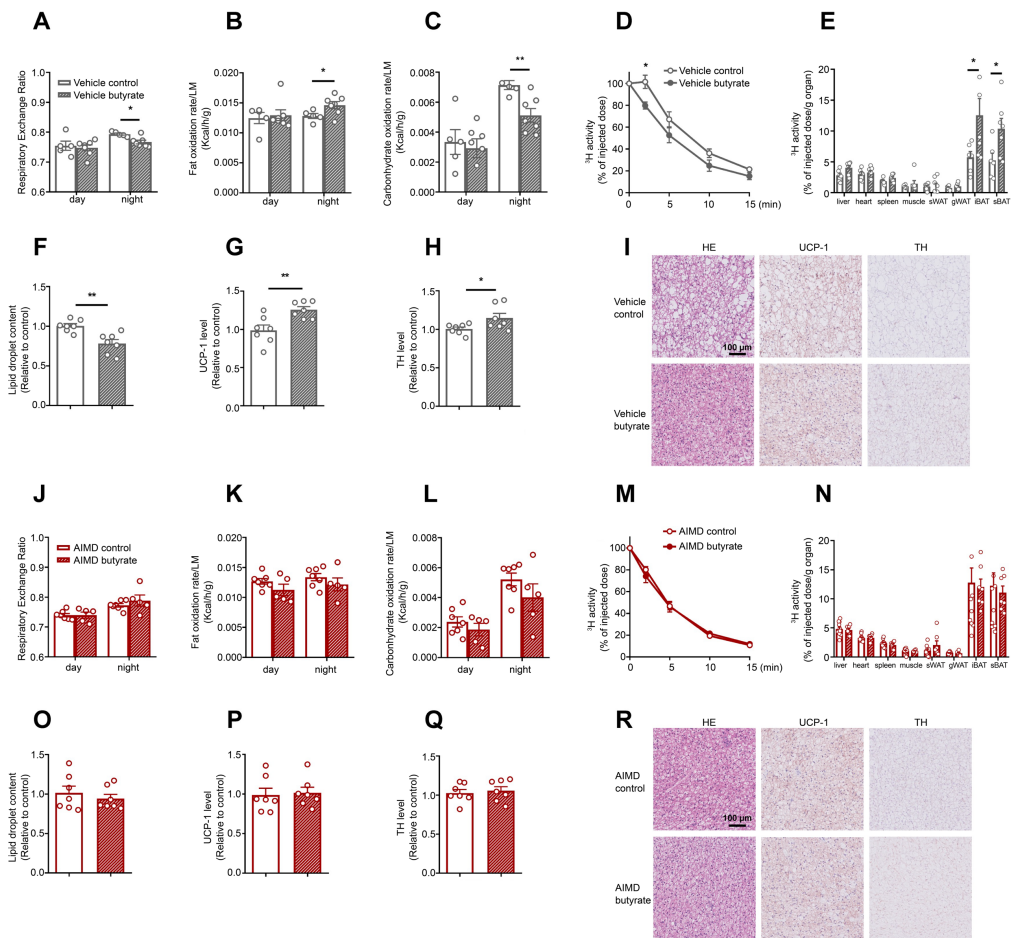 A
Respiratory Exchange Ratio
1.0
0.9
0.8
0.7
0.6
Vehicle control
Vehicle butyrate
*
day
night
B
Fat oxidation rate/LM
(Kcal/h/g)
0.020
0.015
0.010
0.005
0.000
*
day
night
C
Carbonhydrate oxidation rate/LM
(Kcal/h/g)
0.008
0.006
0.004
0.002
0.000
**
day
night
D
³H activity
(% of injected dose)
120
100
80
60
40
20
0
*
Vehicle control
Vehicle butyrate
0
5
10
15 (min)
E
³H activity
(% of injected dose/g organ)
20
15
10
5
0
*
*
liver
heart
spleen
muscle
sWAT
gWAT
iBAT
sBAT
F
Lipid droplet content
(Relative to control)
1.5
1.0
0.5
0.0
**
G
UCP-1 level
(Relative to control)
1.5
1.0
0.5
0.0
**
H
TH level
(Relative to control)
1.5
1.0
0.5
0.0
*
I
HE
UCP-1
TH
Vehicle
control
100 µm
Vehicle
butyrate
J
Respiratory Exchange Ratio
1.0
0.9
0.8
0.7
0.6
AIMD control
AIMD butyrate
day
night
K
Fat oxidation rate/LM
(Kcal/h/g)
0.020
0.015
0.010
0.005
0.000
day
night
L
Carbonhydrate oxidation rate/LM
(Kcal/h/g)
0.008
0.006
0.004
0.002
0.000
day
night
M
³H activity
(% of injected dose)
120
100
80
60
40
20
0
AIMD control
AIMD butyrate
0
5
10
15 (min)
N
³H activity
(% of injected dose/g organ)
20
15
10
5
0
liver
heart
spleen
muscle
sWAT
gWAT
iBAT
sBAT
O
Lipid droplet content
(Relative to control)
1.5
1.0
0.5
0.0
P
UCP-1 level
(Relative to control)
1.5
1.0
0.5
0.0
Q
TH level
(Relative to control)
1.5
1.0
0.5
0.0
R
HE
UCP-1
TH
AIMD
control
100 µm
AIMD
butyrate